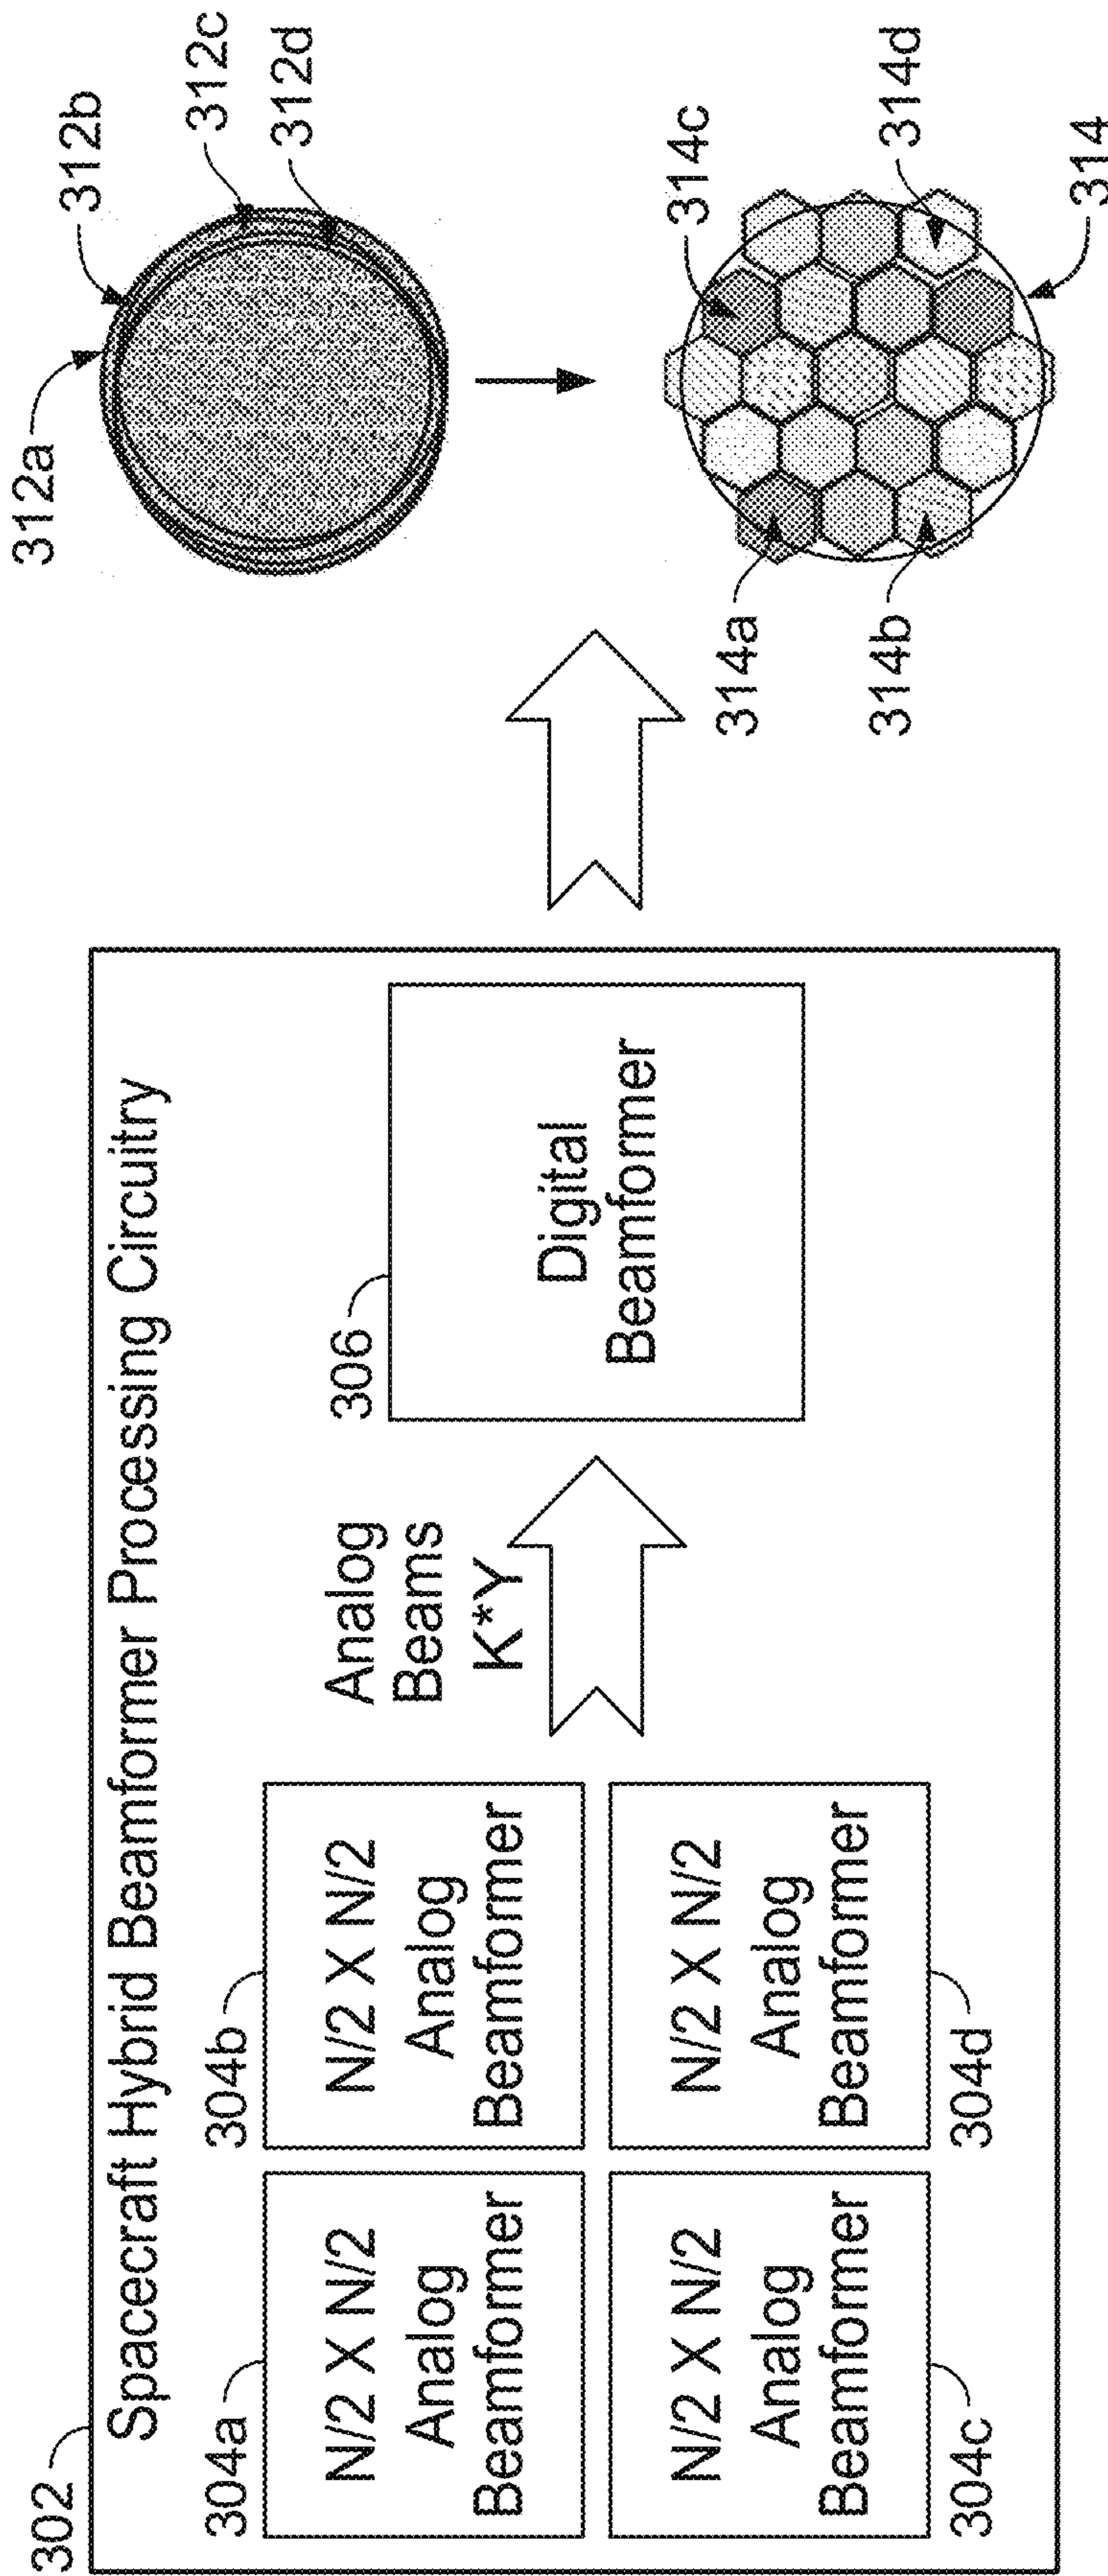 302
Spacecraft Hybrid Beamformer Processing Circuitry
304a
N/2 X N/2
Analog
Beamformer
304b
N/2 X N/2
Analog
Beamformer
N/2 X N/2
Analog
Beamformer
304c
N/2 X N/2
Analog
Beamformer
304d
Analog
Beams
K*Y
306
Digital
Beamformer
312a
312b
312c
312d
314a
314b
314c
314d
314